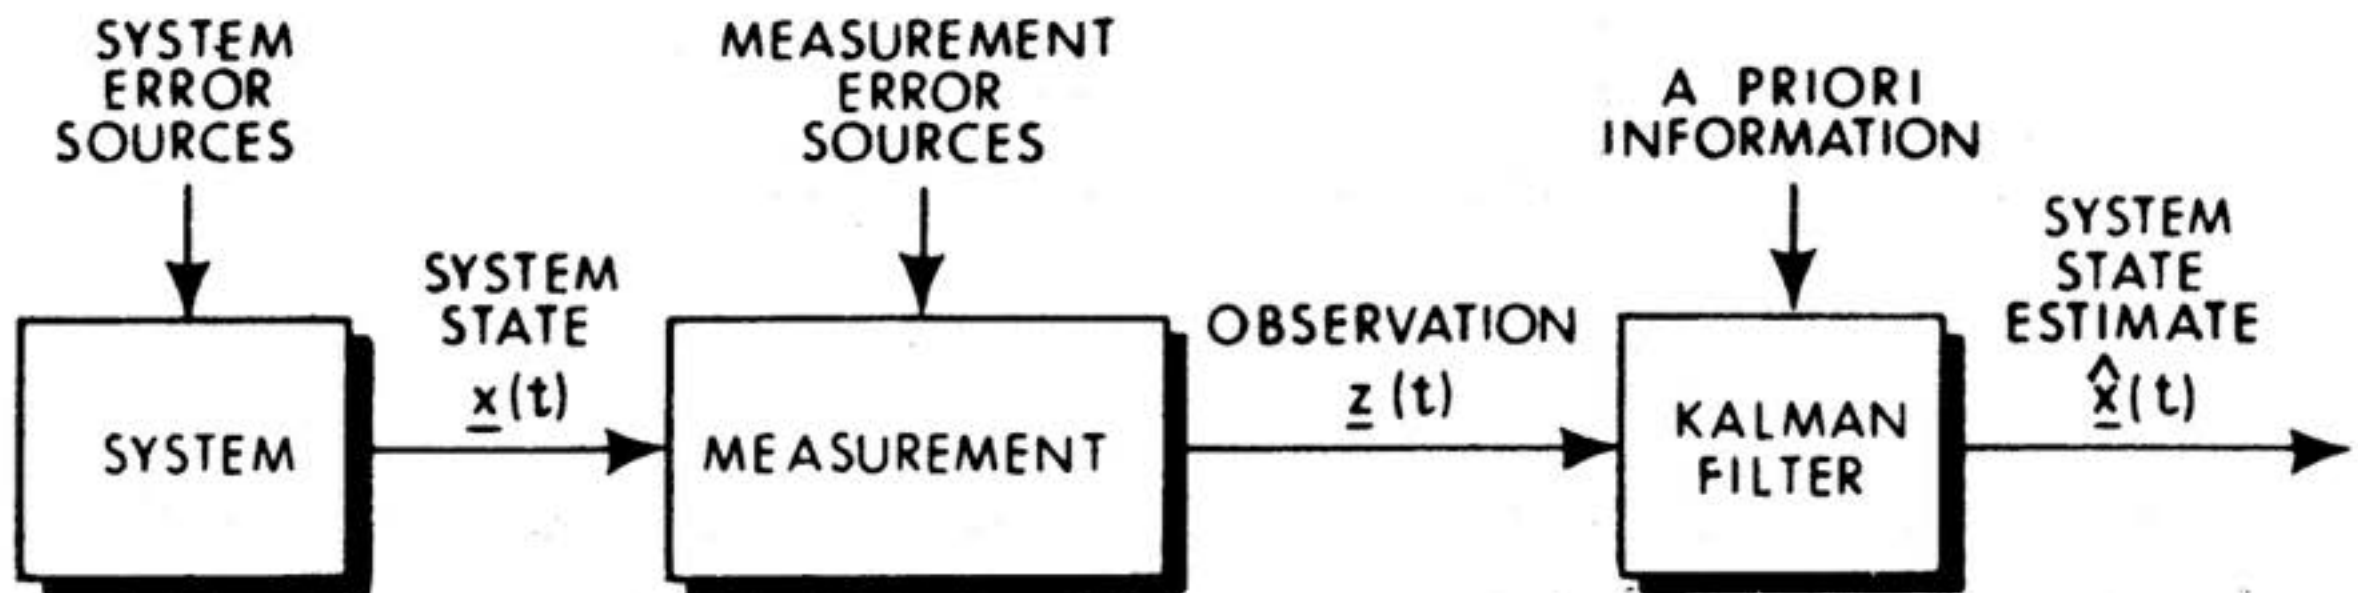 SYSTEM
ERROR
SOURCES
MEASUREMENT
ERROR
SOURCES
A PRIORI
INFORMATION
SYSTEM
STATE
x(t)
OBSERVATION
z(t)
SYSTEM
STATE
ESTIMATE
x̂(t)
SYSTEM
MEASUREMENT
KALMAN
FILTER